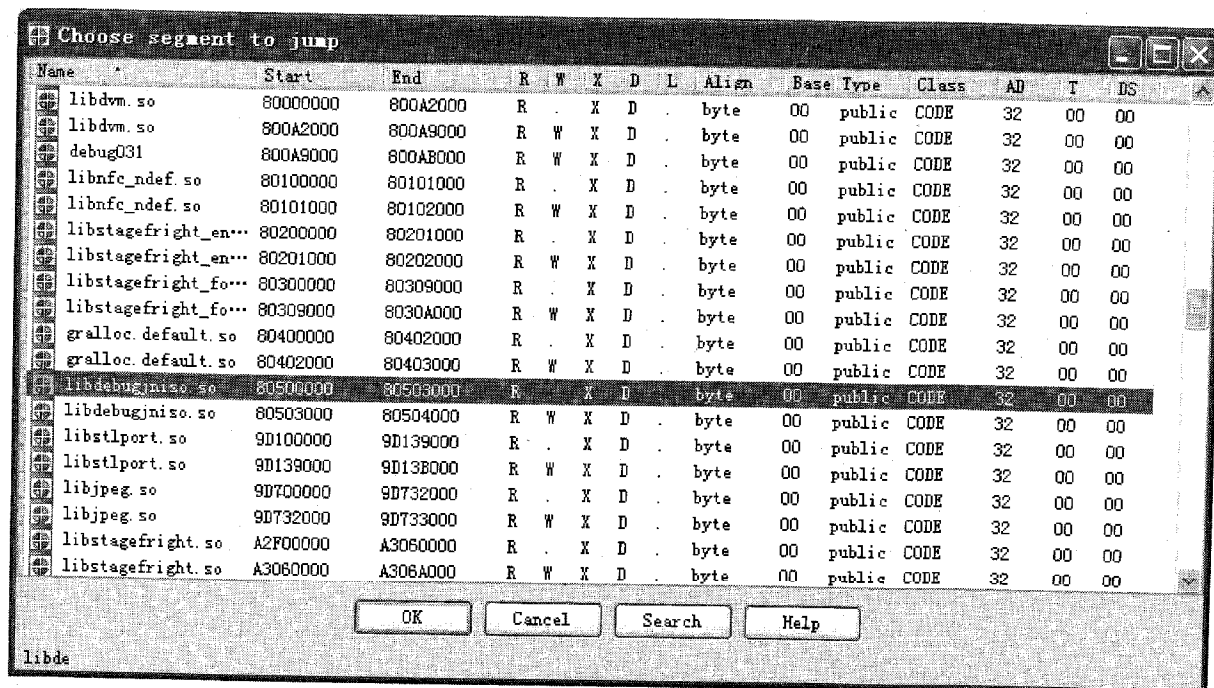 Choose segment to jump
Name Start End R W X D L Align Base Type Class AD T DS
libdvm.so 80000000 800A2000 R . X D . byte 00 public CODE 32 00 00
libdvm.so 800A2000 800A9000 R W X D . byte 00 public CODE 32 00 00
debug031 800A9000 800AB000 R W X D . byte 00 public CODE 32 00 00
libnfc_ndef.so 80100000 80101000 R . X D . byte 00 public CODE 32 00 00
libnfc_ndef.so 80101000 80102000 R W X D . byte 00 public CODE 32 00 00
libstagefright_en… 80200000 80201000 R . X D . byte 00 public CODE 32 00 00
libstagefright_en… 80201000 80202000 R W X D . byte 00 public CODE 32 00 00
libstagefright_fo… 80300000 80309000 R . X D . byte 00 public CODE 32 00 00
libstagefright_fo… 80309000 8030A000 R W X D . byte 00 public CODE 32 00 00
gralloc.default.so 80400000 80402000 R . X D . byte 00 public CODE 32 00 00
gralloc.default.so 80402000 80403000 R W X D . byte 00 public CODE 32 00 00
libdebugjniso.so 80500000 80503000 R . X D . byte 00 public CODE 32 00 00
libdebugjniso.so 80503000 80504000 R W X D . byte 00 public CODE 32 00 00
libstlport.so 9D100000 9D139000 R . X D . byte 00 public CODE 32 00 00
libstlport.so 9D139000 9D13B000 R W X D . byte 00 public CODE 32 00 00
libjpeg.so 9D700000 9D732000 R . X D . byte 00 public CODE 32 00 00
libjpeg.so 9D732000 9D733000 R W X D . byte 00 public CODE 32 00 00
libstagefright.so A2F00000 A3060000 R . X D . byte 00 public CODE 32 00 00
libstagefright.so A3060000 A306A000 R W X D . byte 00 public CODE 32 00 00
OK Cancel Search Help
libde